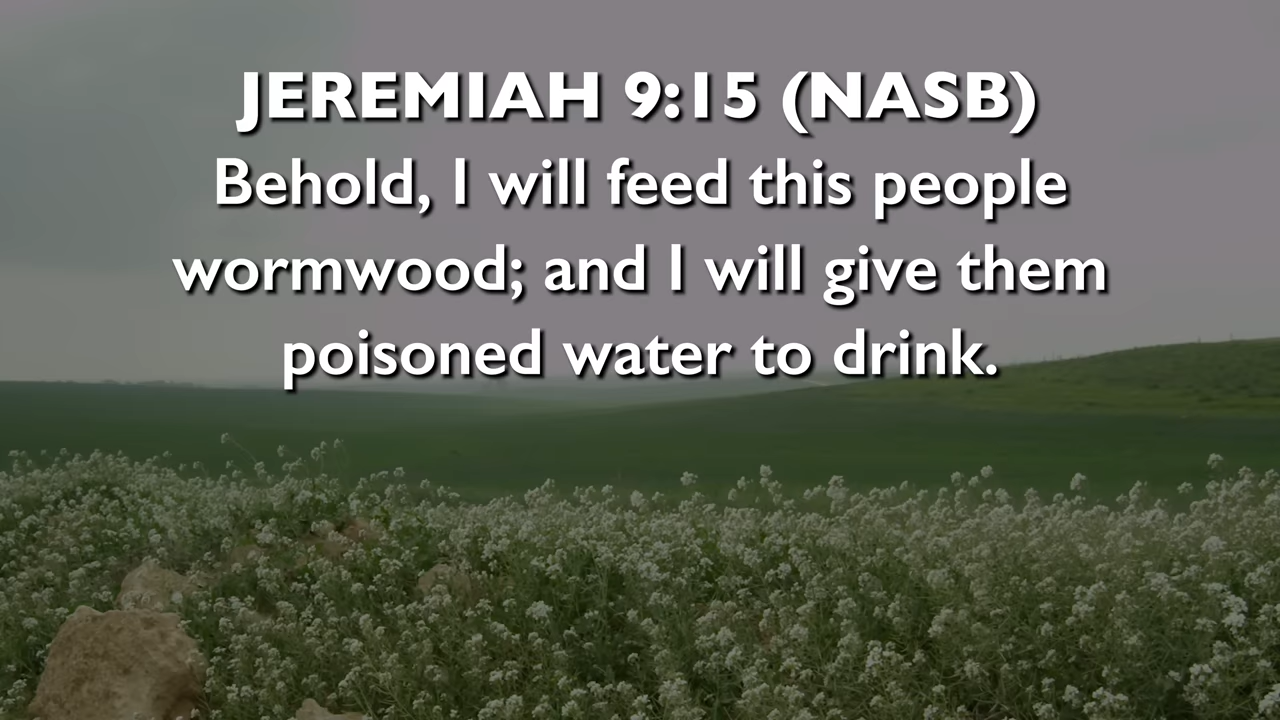 JEREMIAH 9:15 (NASB)
Behold, I will feed this people
wormwood; and I will give them
poisoned water to drink.